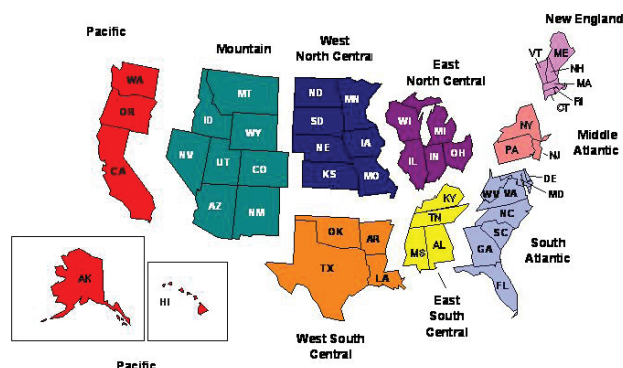 Pacific
WA
OR
CA
Mountain
MT
ID
WY
NV
UT
CO
AZ
NM
West
North Central
ND
MN
SD
NE
IA
KS
MO
East
North Central
WI
MI
IL
IN
OH
New England
VT
ME
NH
MA
RI
CT
Middle
Atlantic
NY
PA
NJ
DE
MD
WV
VA
NC
SC
GA
FL
South
Atlantic
KY
TN
MS
AL
East
South
Central
OK
AR
TX
LA
West South
Central
AK
HI
Pacific